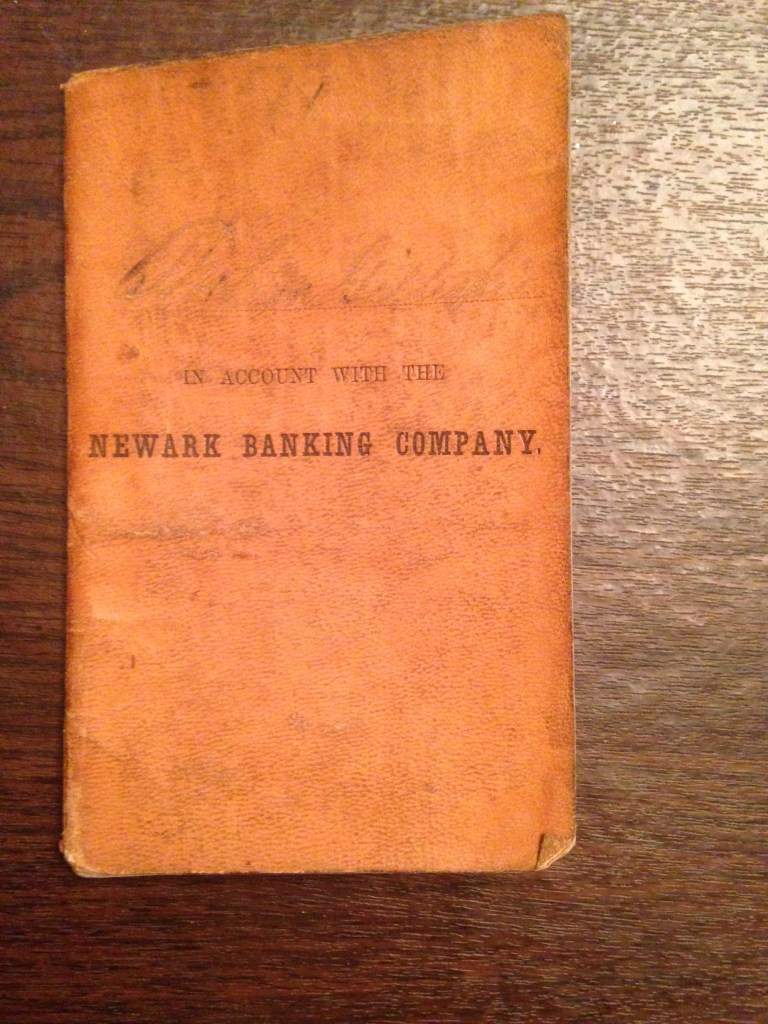 IN ACCOUNT WITH THE
NEWARK BANKING COMPANY.